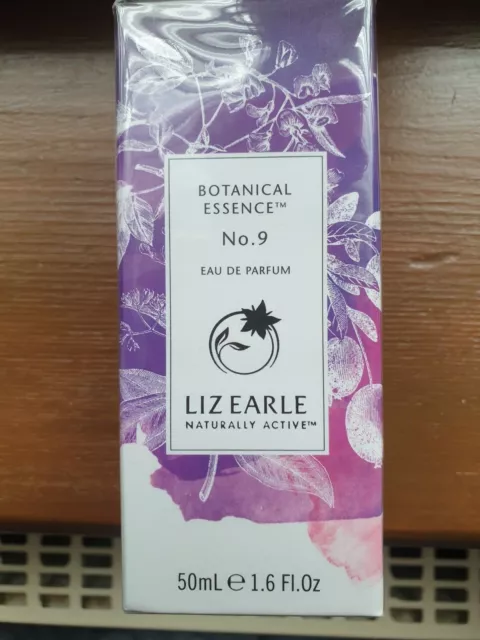 BOTANICAL
ESSENCE™
No.9
EAU DE PARFUM
LIZ EARLE
NATURALLY ACTIVE™
50mL ℮ 1.6 Fl.Oz